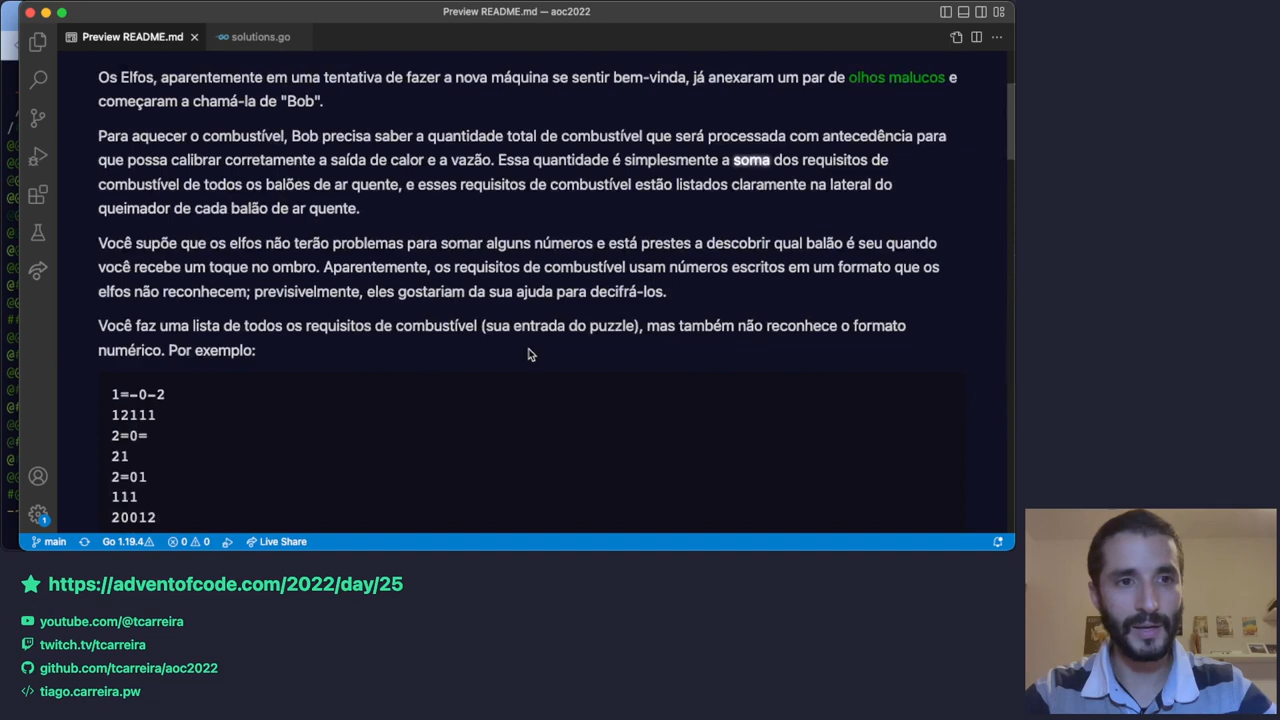 Preview README.md — aoc2022
Preview README.md
solutions.go
Os Elfos, aparentemente em uma tentativa de fazer a nova máquina se sentir bem-vinda, já anexaram um par de olhos malucos e
começaram a chamá-la de "Bob".
Para aquecer o combustível, Bob precisa saber a quantidade total de combustível que será processada com antecedência para
que possa calibrar corretamente a saída de calor e a vazão. Essa quantidade é simplesmente a soma dos requisitos de
combustível de todos os balões de ar quente, e esses requisitos de combustível estão listados claramente na lateral do
queimador de cada balão de ar quente.
Você supõe que os elfos não terão problemas para somar alguns números e está prestes a descobrir qual balão é seu quando
você recebe um toque no ombro. Aparentemente, os requisitos de combustível usam números escritos em um formato que os
elfos não reconhecem; previsivelmente, eles gostariam da sua ajuda para decifrá-los.
Você faz uma lista de todos os requisitos de combustível (sua entrada do puzzle), mas também não reconhece o formato
numérico. Por exemplo:
1=-0-2
12111
2=0=
21
2=01
111
20012
1
main Go 1.19.4 0 0 Live Share
https://adventofcode.com/2022/day/25
youtube.com/@tcarreira
twitch.tv/tcarreira
github.com/tcarreira/aoc2022
tiago.carreira.pw